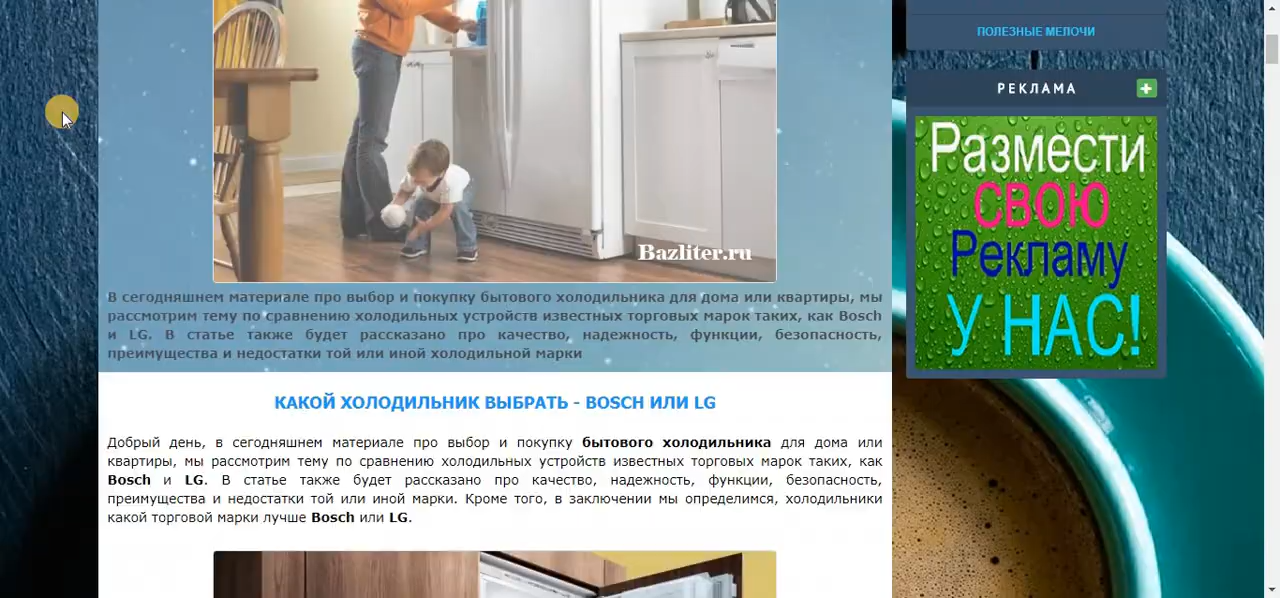 ПОЛЕЗНЫЕ МЕЛОЧИ
РЕКЛАМА
Размести
СВОЮ
Рекламу
У НАС!
Bazliter.ru
В сегодняшнем материале про выбор и покупку бытового холодильника для дома или квартиры, мы
рассмотрим тему по сравнению холодильных устройств известных торговых марок таких, как Bosch
и LG. В статье также будет рассказано про качество, надежность, функции, безопасность,
преимущества и недостатки той или иной холодильной марки
КАКОЙ ХОЛОДИЛЬНИК ВЫБРАТЬ - BOSCH ИЛИ LG
Добрый день, в сегодняшнем материале про выбор и покупку бытового холодильника для дома или
квартиры, мы рассмотрим тему по сравнению холодильных устройств известных торговых марок таких, как
Bosch и LG. В статье также будет рассказано про качество, надежность, функции, безопасность,
преимущества и недостатки той или иной марки. Кроме того, в заключении мы определимся, холодильники
какой торговой марки лучше Bosch или LG.